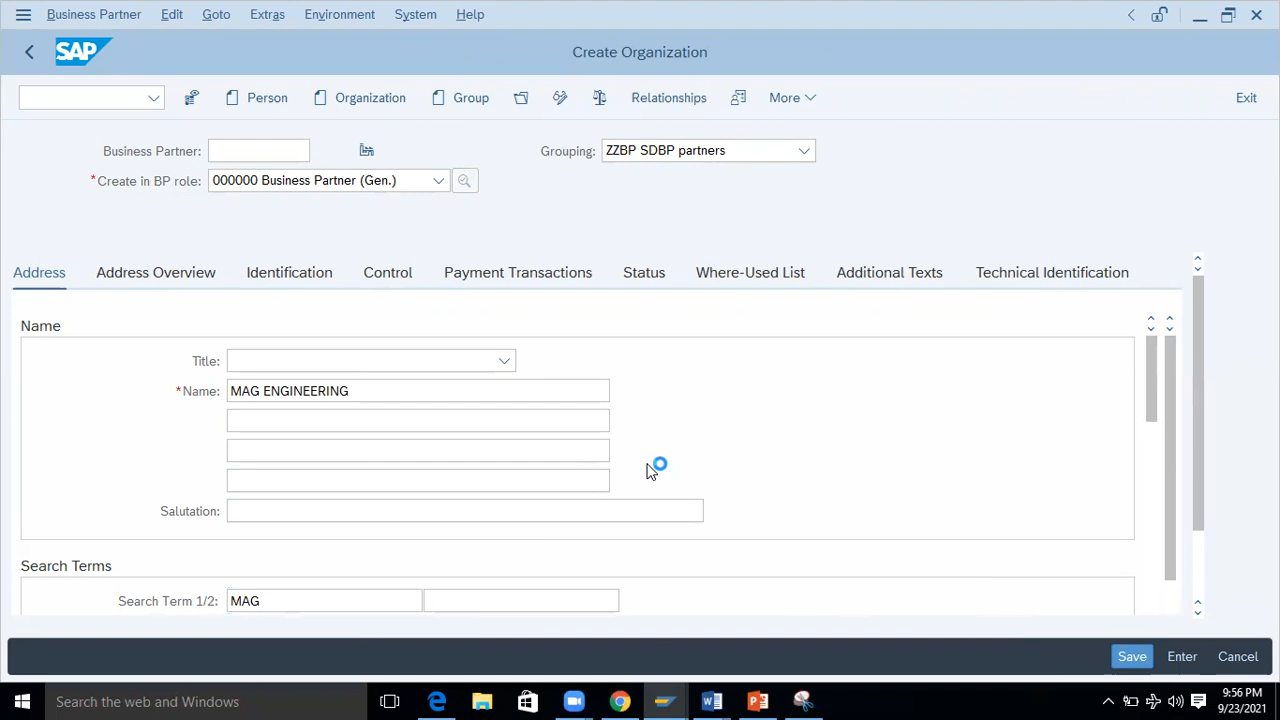 Business Partner Edit Goto Extras Environment System Help
SAP Create Organization
Person Organization Group Relationships More Exit
Business Partner: Grouping: ZZBP SDBP partners
*Create in BP role: 000000 Business Partner (Gen.)
Address Address Overview Identification Control Payment Transactions Status Where-Used List Additional Texts Technical Identification
Name
Title:
*Name: MAG ENGINEERING
Salutation:
Search Terms
Search Term 1/2: MAG
Save Enter Cancel
Search the web and Windows
9:56 PM
9/23/2021